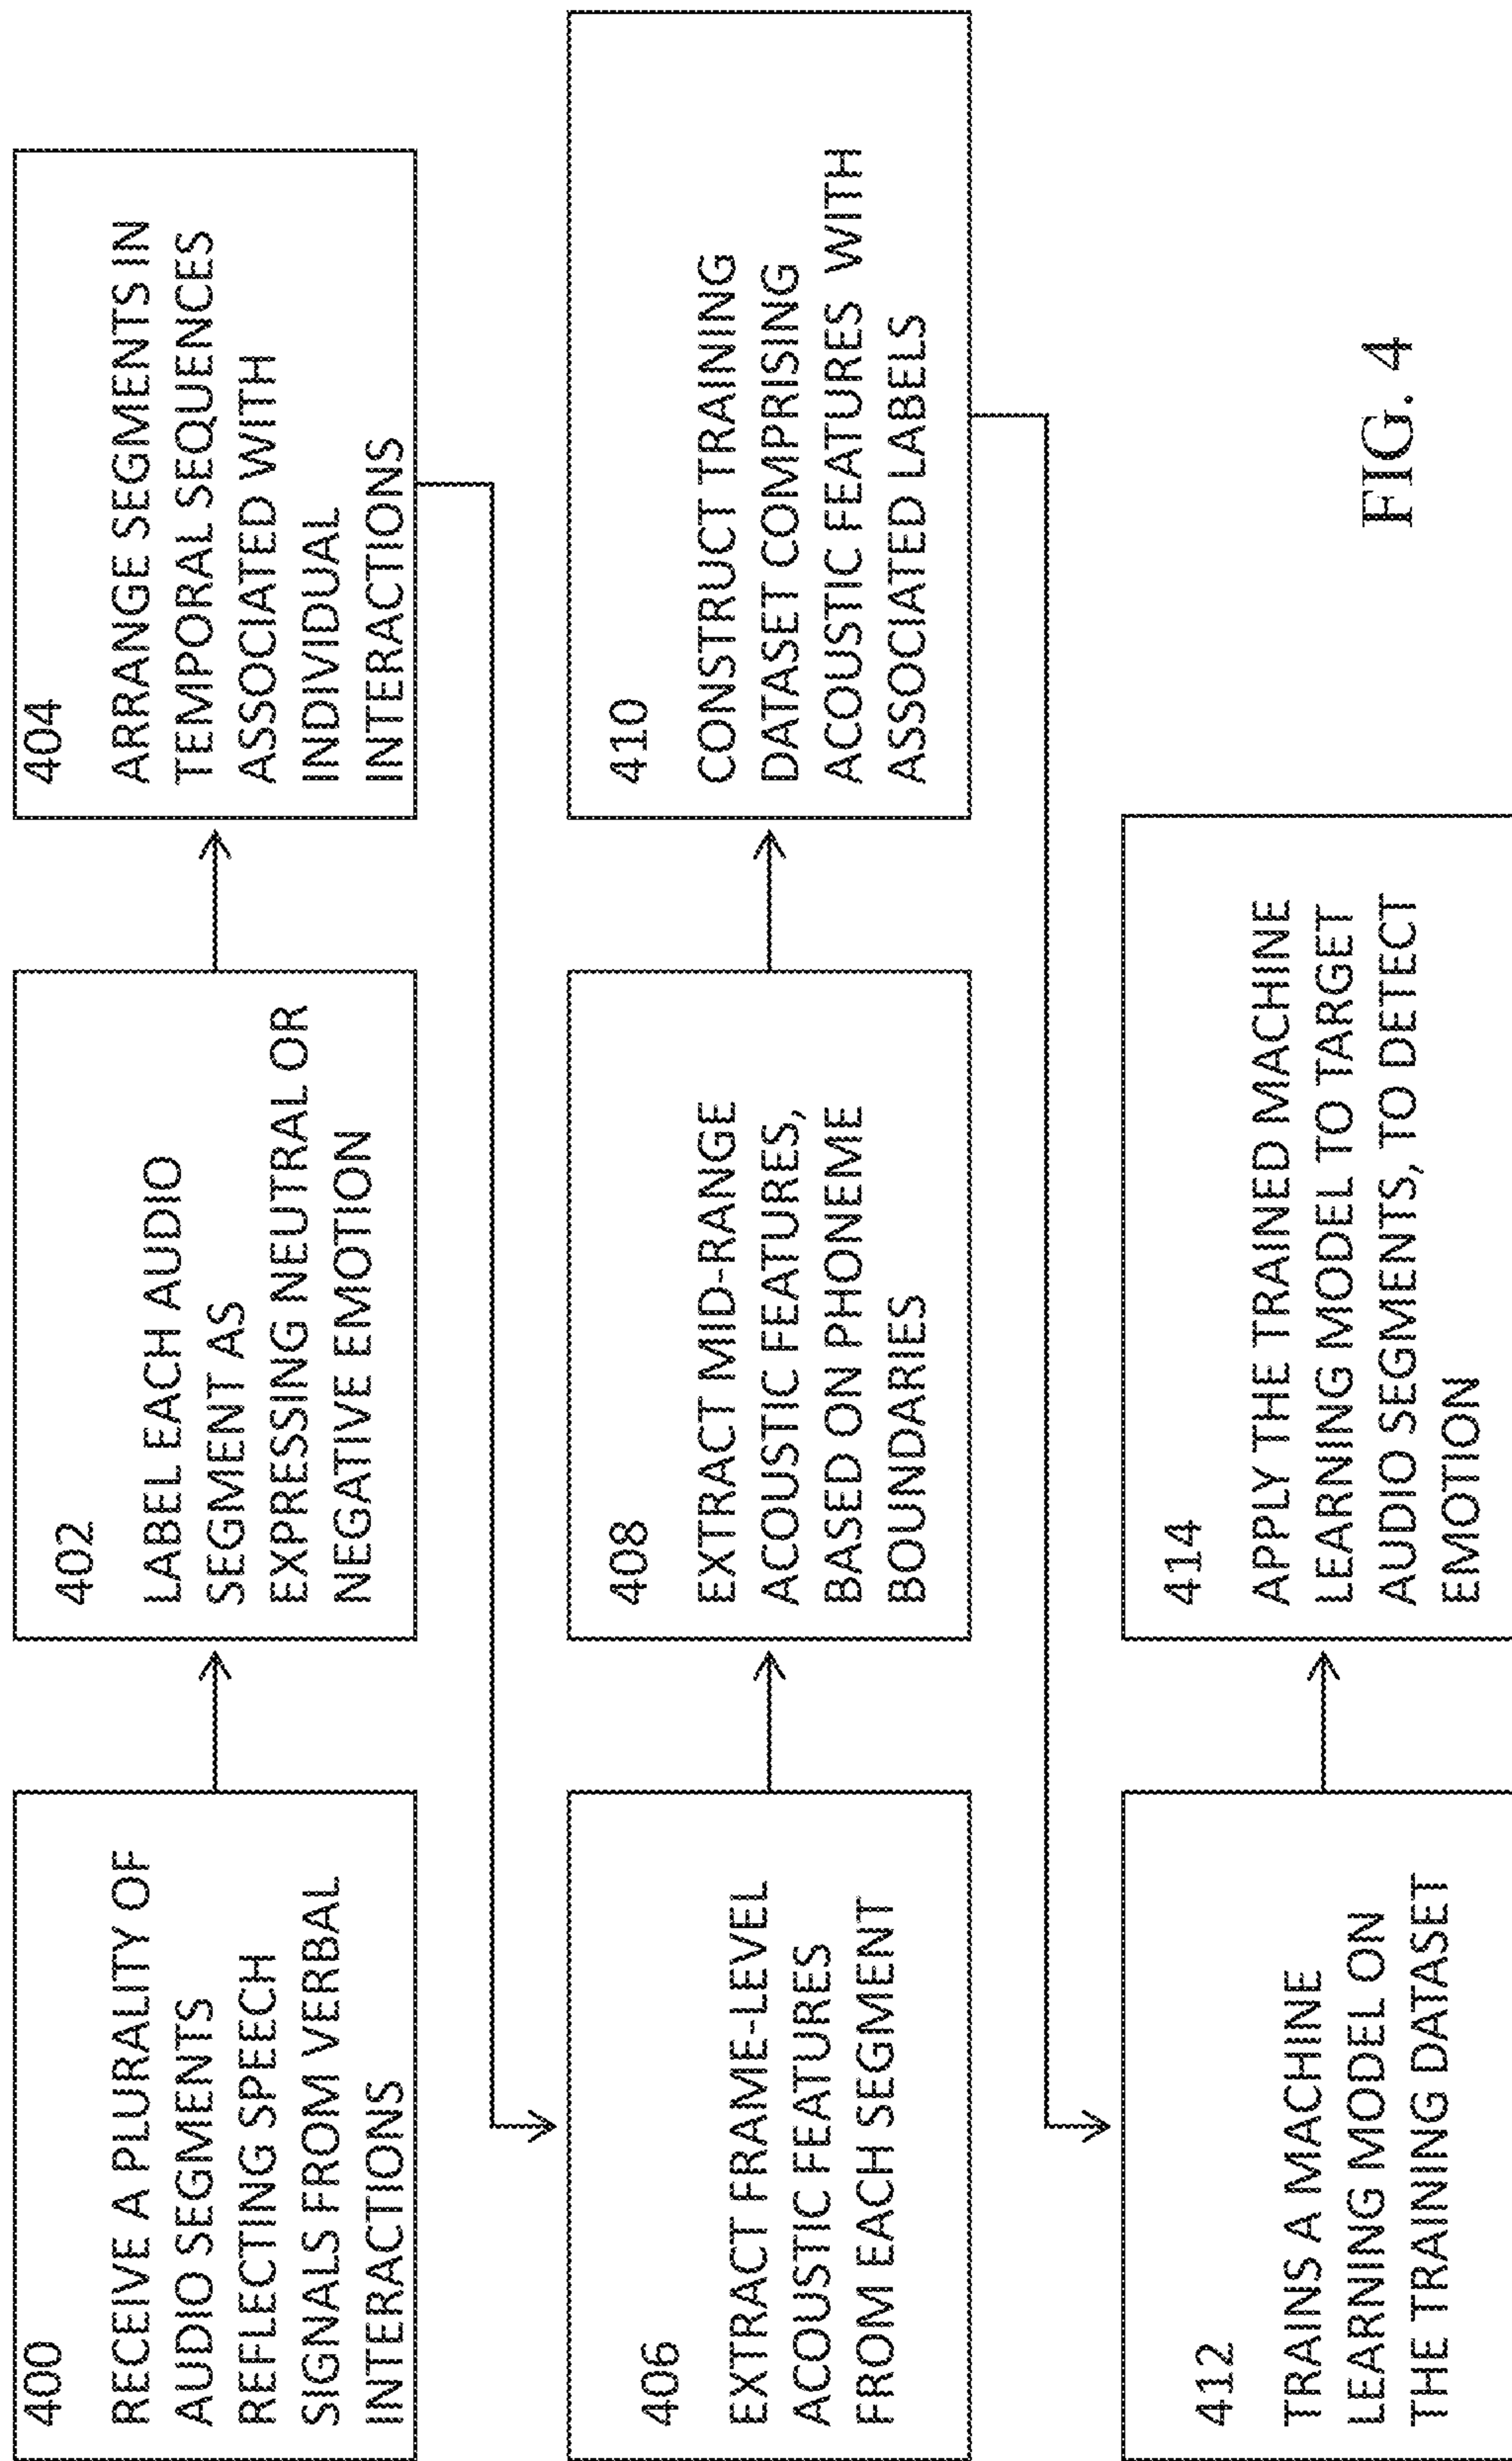 400
RECEIVE A PLURALITY OF
AUDIO SEGMENTS
REFLECTING SPEECH
SIGNALS FROM VERBAL
INTERACTIONS
402
LABEL EACH AUDIO
SEGMENT AS
EXPRESSING NEUTRAL OR
NEGATIVE EMOTION
404
ARRANGE SEGMENTS IN
TEMPORAL SEQUENCES
ASSOCIATED WITH
INDIVIDUAL
INTERACTIONS
406
EXTRACT FRAME-LEVEL
ACOUSTIC FEATURES
FROM EACH SEGMENT
408
EXTRACT MID-RANGE
ACOUSTIC FEATURES,
BASED ON PHONEME
BOUNDARIES
410
CONSTRUCT TRAINING
DATASET COMPRISING
ACOUSTIC FEATURES WITH
ASSOCIATED LABELS
412
TRAINS A MACHINE
LEARNING MODEL ON
THE TRAINING DATASET
414
APPLY THE TRAINED MACHINE
LEARNING MODEL TO TARGET
AUDIO SEGMENTS, TO DETECT
EMOTION
FIG. 4